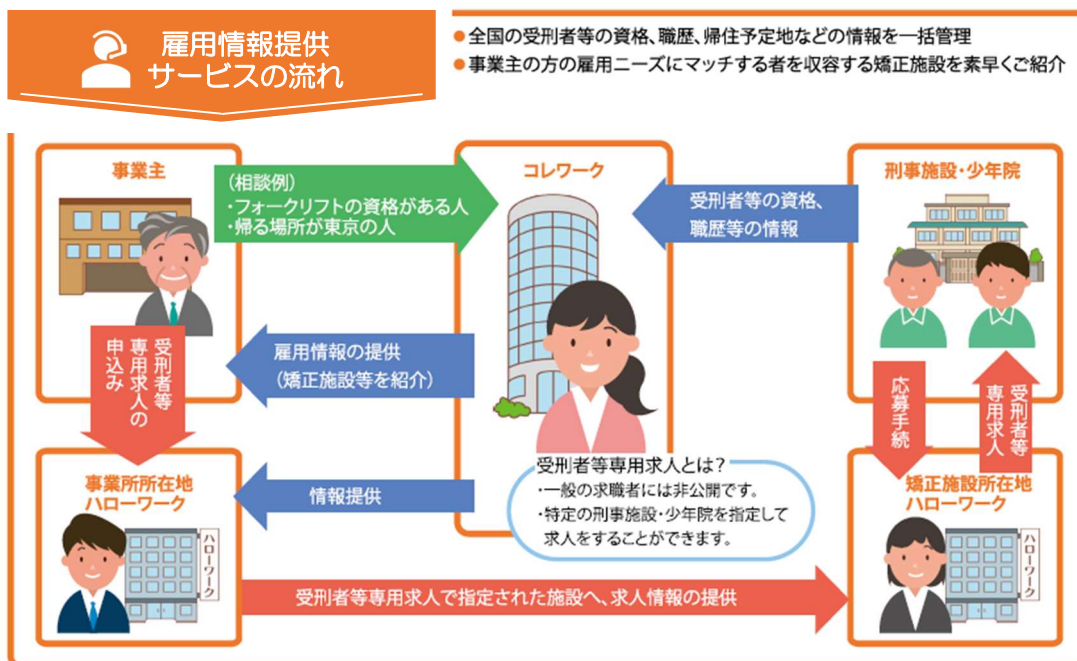 雇用情報提供
サービスの流れ
●全国の受刑者等の資格、職歴、帰住予定地などの情報を一括管理
●事業主の方の雇用ニーズにマッチする者を収容する矯正施設を素早くご紹介
事業主
(相談例)
・フォークリフトの資格がある人
・帰る場所が東京の人
コレワーク
受刑者等の資格、
職歴等の情報
刑事施設・少年院
受刑者等
専用求人の
申込み
雇用情報の提供
(矯正施設等を紹介)
応募手続
受刑者等
専用求人
事業所所在地
ハローワーク
ハローワーク
情報提供
受刑者等専用求人とは?
・一般の求職者には非公開です。
・特定の刑事施設・少年院を指定して
求人をすることができます。
矯正施設所在地
ハローワーク
ハローワーク
受刑者等専用求人で指定された施設へ、求人情報の提供